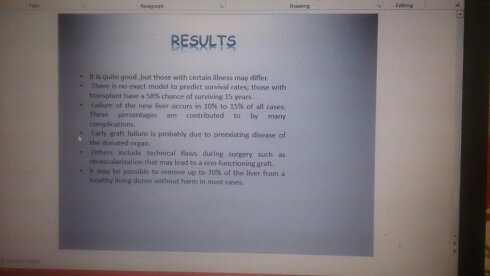 Font
Paragraph
Drawing
Editing
RESULTS
• It is quite good ,but those with certain illness may differ.
• There is no exact model to predict survival rates; those with
transplant have a 58% chance of surviving 15 years .
• Failure of the new liver occurs in 10% to 15% of all cases.
These percentages are contributed to by many
complications.
• Early graft failure is probably due to preexisting disease of
the donated organ.
• Others include technical flaws during surgery such as
revascularization that may lead to a non-functioning graft.
• It may be possible to remove up to 70% of the liver from a
healthy living donor without harm in most cases.